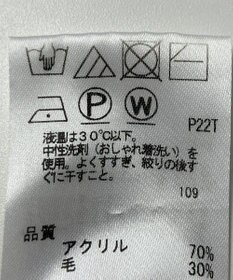 P W P22T
液温は30℃以下。
中性洗剤(おしゃれ着洗い)を
使用。よくすすぎ、絞りの後す
ぐに干すこと。
109
品質
アクリル 70%
毛 30%